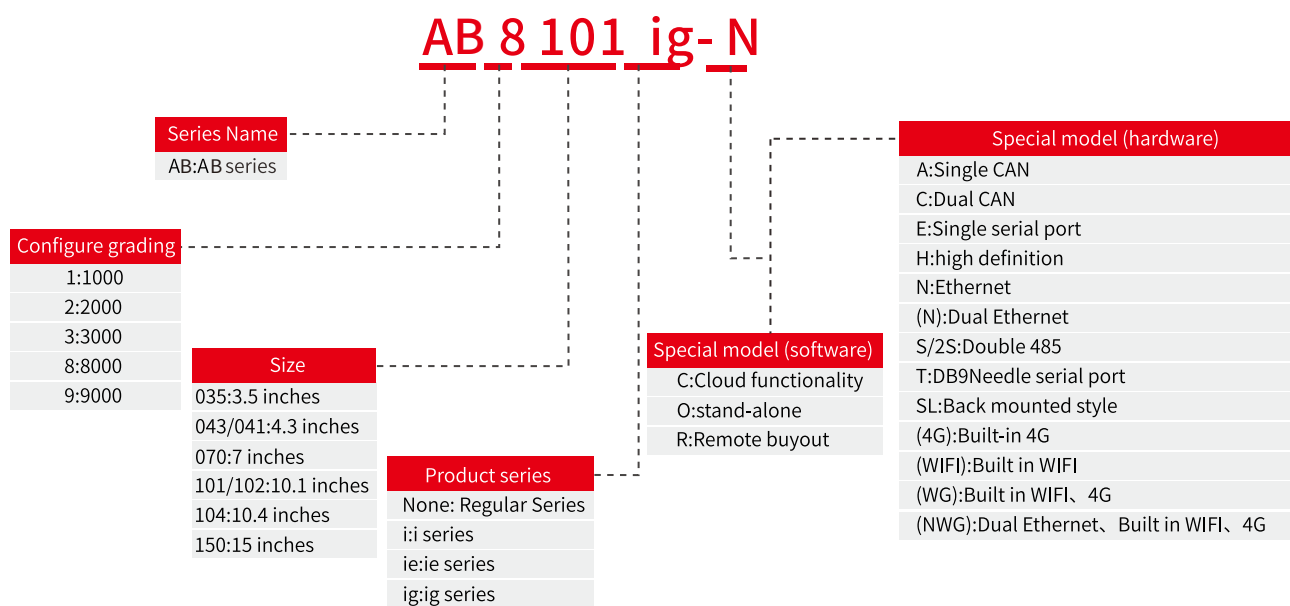 AB 8 101 ig- N
Series Name
AB:AB series
Configure grading
1:1000
2:2000
3:3000
8:8000
9:9000
Size
035:3.5 inches
043/041:4.3 inches
070:7 inches
101/102:10.1 inches
104:10.4 inches
150:15 inches
Product series
None: Regular Series
i:i series
ie:ie series
ig:ig series
Special model (software)
C:Cloud functionality
O:stand-alone
R:Remote buyout
Special model (hardware)
A:Single CAN
C:Dual CAN
E:Single serial port
H:high definition
N:Ethernet
(N):Dual Ethernet
S/2S:Double 485
T:DB9Needle serial port
SL:Back mounted style
(4G):Built-in 4G
(WIFI):Built in WIFI
(WG):Built in WIFI、4G
(NWG):Dual Ethernet、Built in WIFI、4G